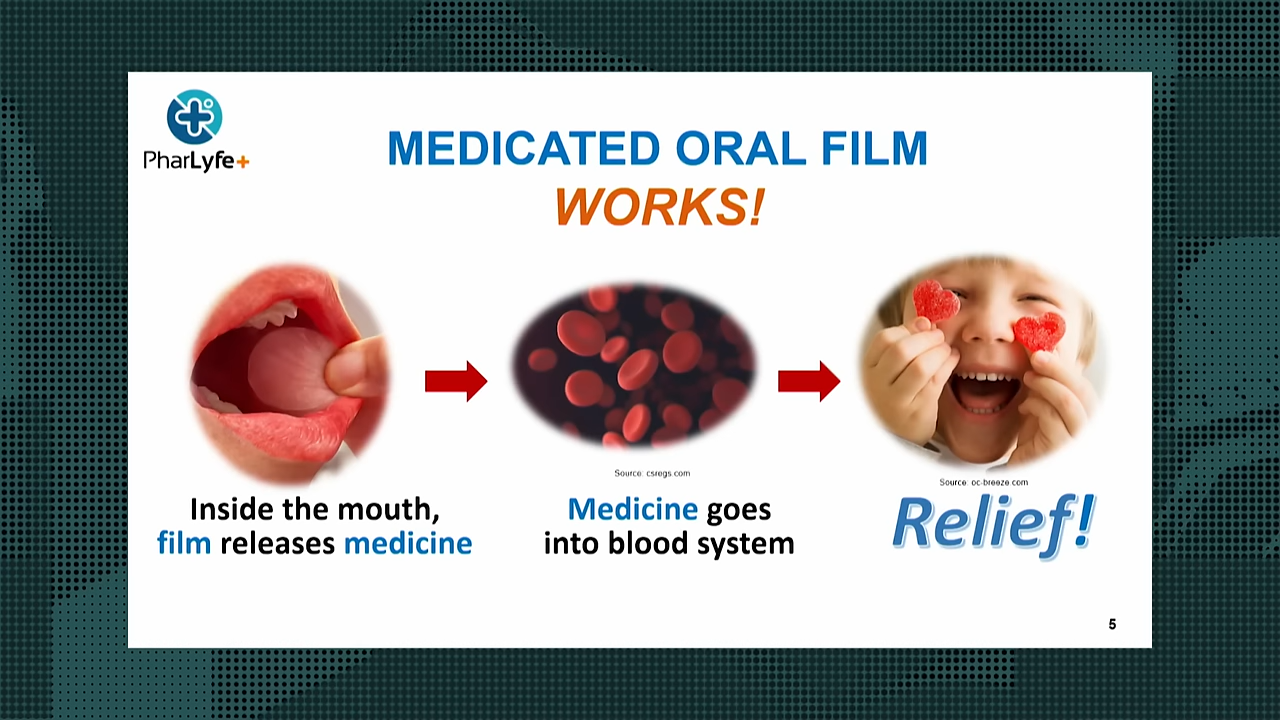 PharLyfe+
MEDICATED ORAL FILM
WORKS!
Inside the mouth,
film releases medicine
Source: csregs.com
Medicine goes
into blood system
Source: oc-breeze.com
Relief!
5